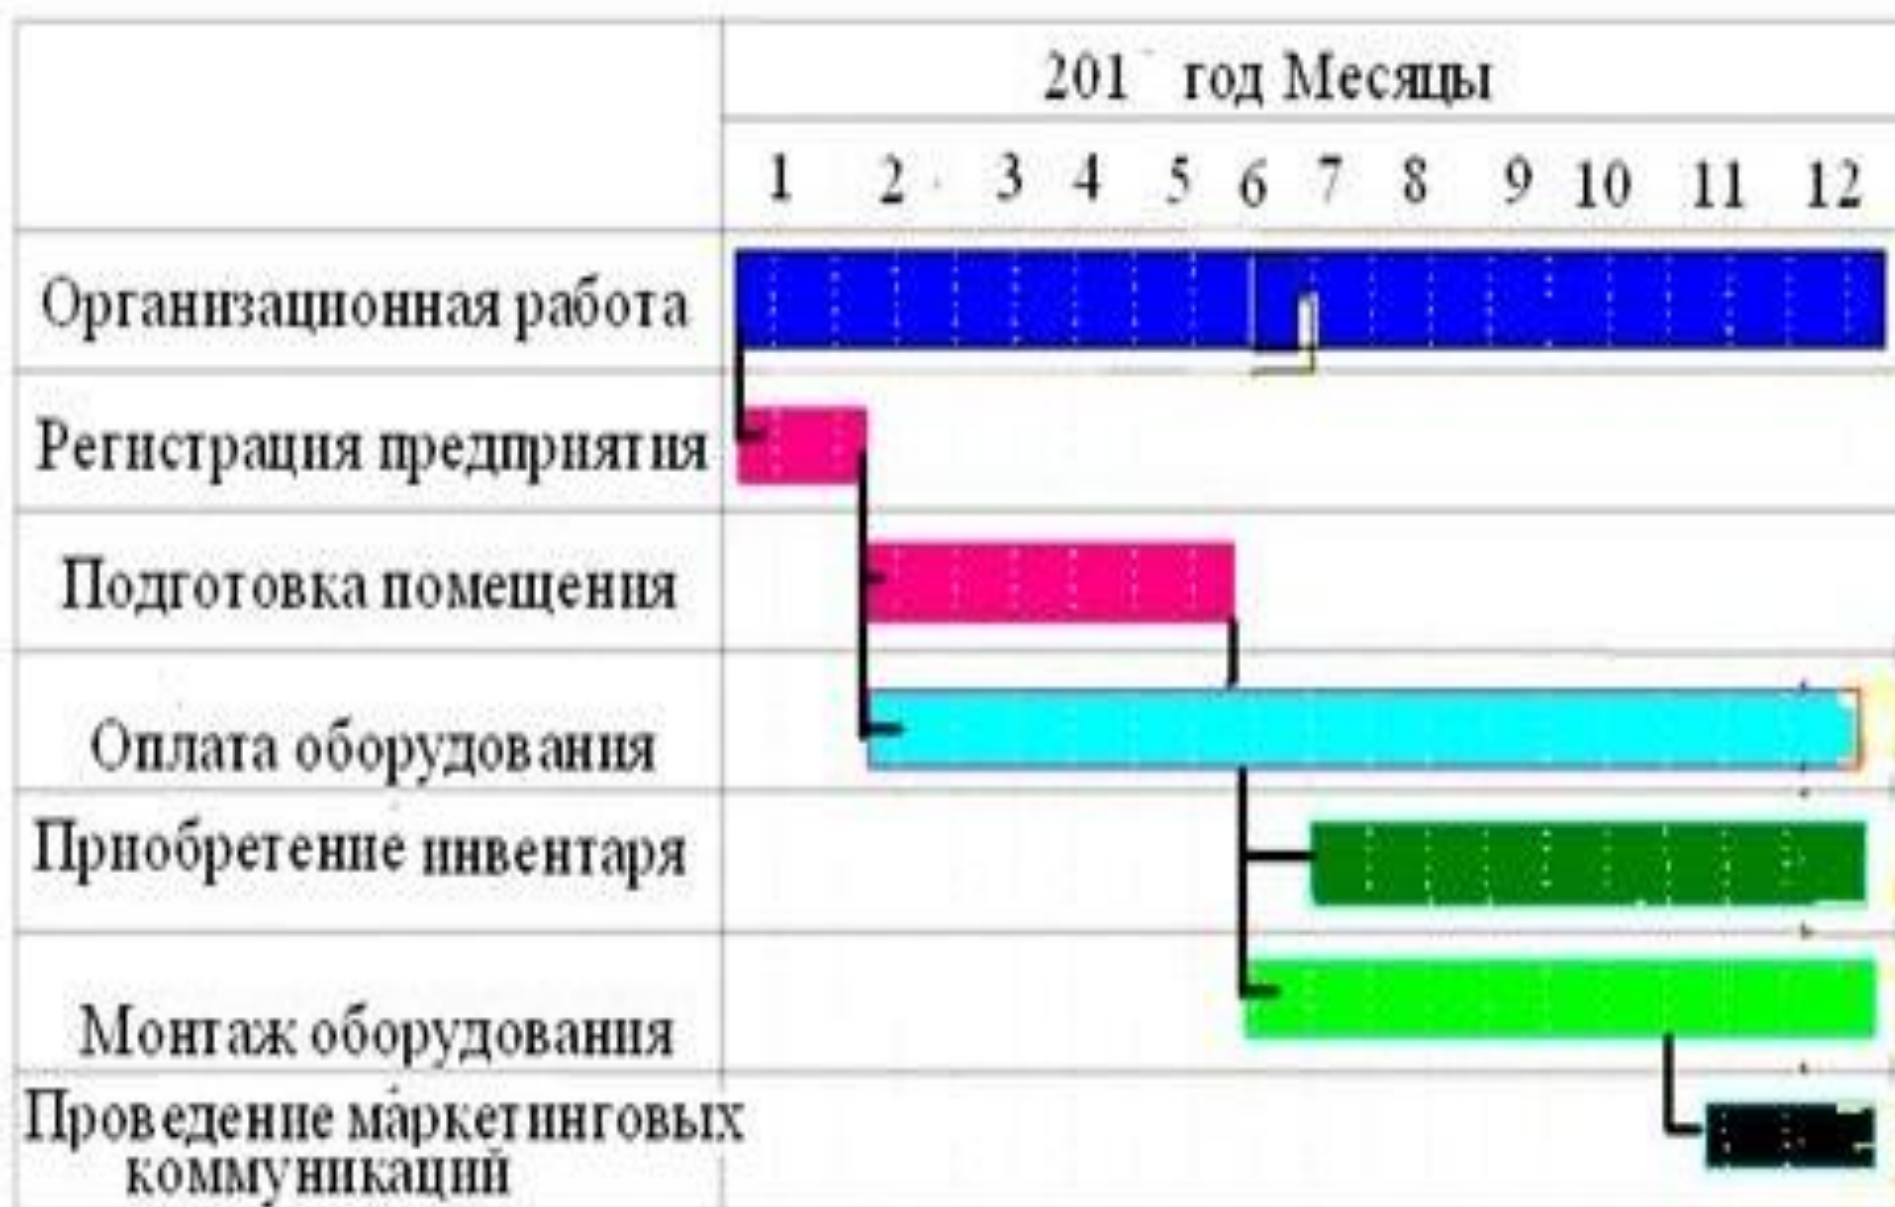 201 год Месяцы
1 2 3 4 5 6 7 8 9 10 11 12
Организационная работа
Регистрация предприятия
Подготовка помещения
Оплата оборудования
Приобретение инвентаря
Монтаж оборудования
Проведение маркетинговых
коммуникаций